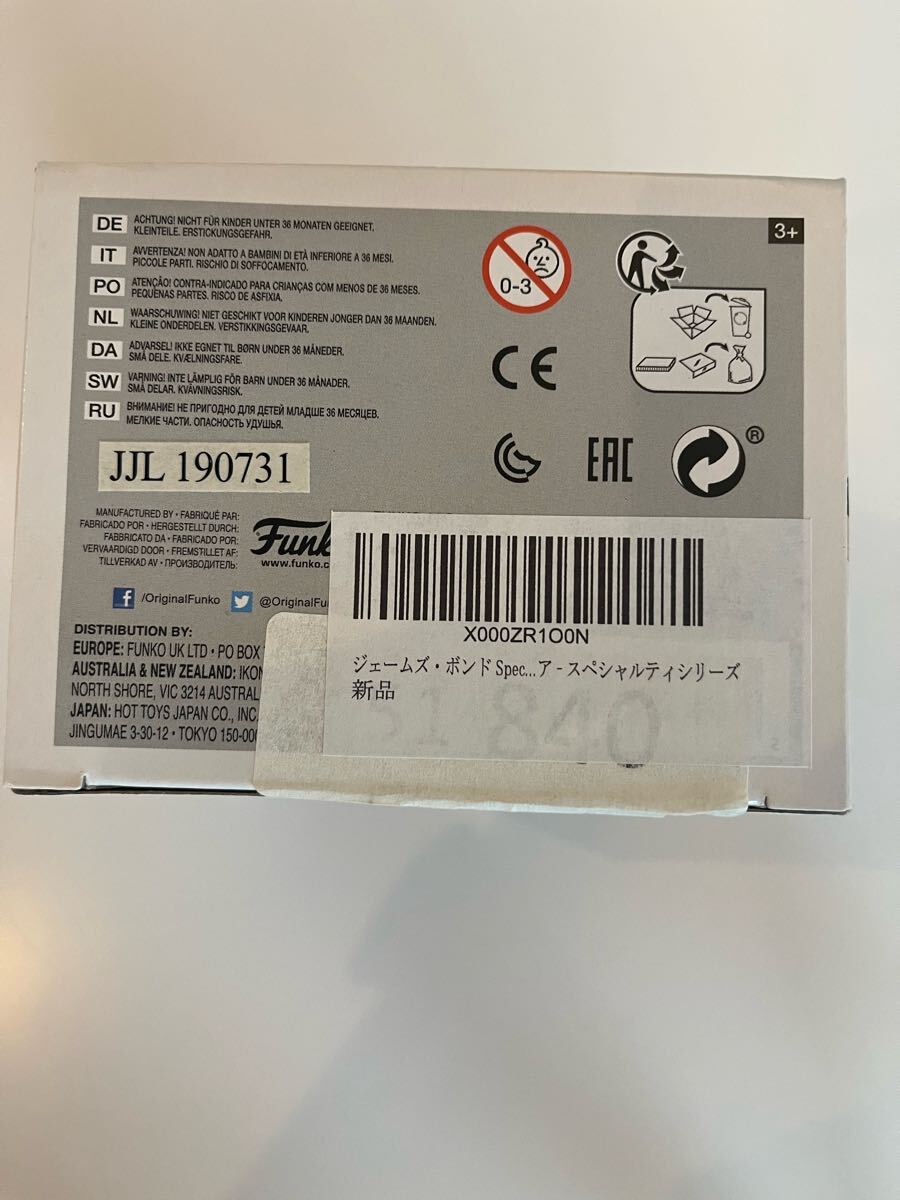 DE ACHTUNG! NICHT FÜR KINDER UNTER 36 MONATEN GEEIGNET.
KLEINTEILE. ERSTICKUNGSGEFAHR.
IT AVVERTENZA! NON ADATTO A BAMBINI DI ETÀ INFERIORE A 36 MESI.
PICCOLE PARTI. RISCHIO DI SOFFOCAMENTO.
PO ATENÇÃO! CONTRA-INDICADO PARA CRIANÇAS COM MENOS DE 36 MESES.
PEQUENAS PARTES. RISCO DE ASFIXIA.
NL WAARSCHUWING! NIET GESCHIKT VOOR KINDEREN JONGER DAN 36 MAANDEN.
KLEINE ONDERDELEN. VERSTIKKINGSGEVAAR.
DA ADVARSEL! IKKE EGNET TIL BØRN UNDER 36 MÅNEDER.
SMÅ DELE. KVÆLNINGSFARE.
SW VARNING! INTE LÄMPLIG FÖR BARN UNDER 36 MÅNADER.
SMÅ DELAR. KVÄVNINGSRISK.
RU ВНИМАНИЕ! НЕ ПРИГОДНО ДЛЯ ДЕТЕЙ МЛАДШЕ 36 МЕСЯЦЕВ.
МЕЛКИЕ ЧАСТИ. ОПАСНОСТЬ УДУШЬЯ.
0-3
3+
CE
EAC
®
JJL 190731
MANUFACTURED BY • FABRIQUÉ PAR:
FABRICADO POR • HERGESTELLT DURCH:
FABBRICATO DA • FABRICADO POR:
VERVAARDIGD DOOR • FREMSTILLET AF:
TILLVERKAD AV • ПРОИЗВОДИТЕЛЬ:
Funk
www.funko.c
/OriginalFunko @OriginalFu
DISTRIBUTION BY:
EUROPE: FUNKO UK LTD • PO BOX
AUSTRALIA & NEW ZEALAND: IKON
NORTH SHORE, VIC 3214 AUSTRAL
JAPAN: HOT TOYS JAPAN CO., INC.
JINGUMAE 3-30-12 • TOKYO 150-00
X000ZR1O0N
ジェームズ・ボンド Spec...ア - スペシャルティシリーズ
新品